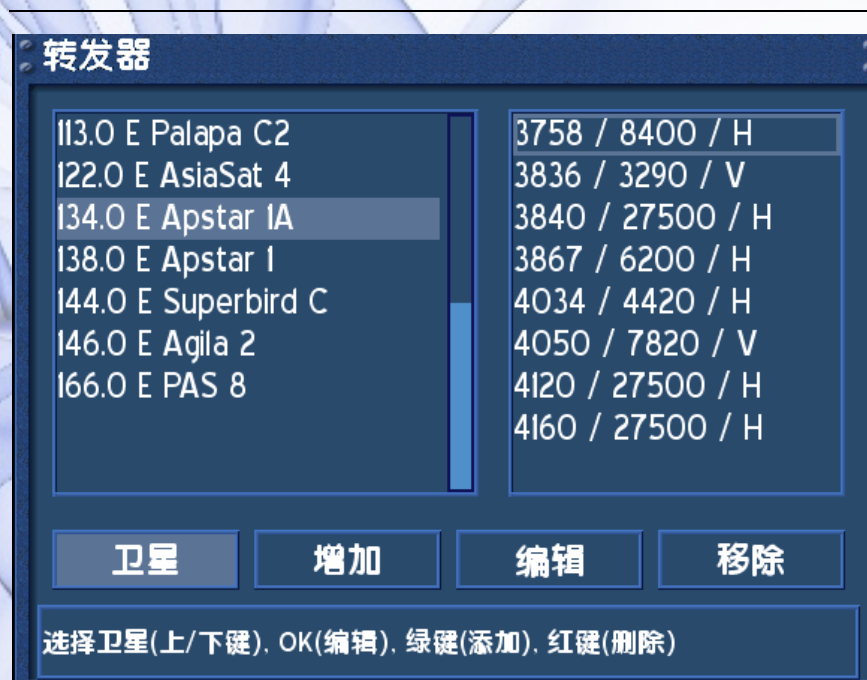 转发器
113.0 E Palapa C2
122.0 E AsiaSat 4
134.0 E Apstar 1A
138.0 E Apstar 1
144.0 E Superbird C
146.0 E Agila 2
166.0 E PAS 8
3758 / 8400 / H
3836 / 3290 / V
3840 / 27500 / H
3867 / 6200 / H
4034 / 4420 / H
4050 / 7820 / V
4120 / 27500 / H
4160 / 27500 / H
卫星 增加 编辑 移除
选择卫星(上/下键), OK(编辑), 绿键(添加), 红键(删除)